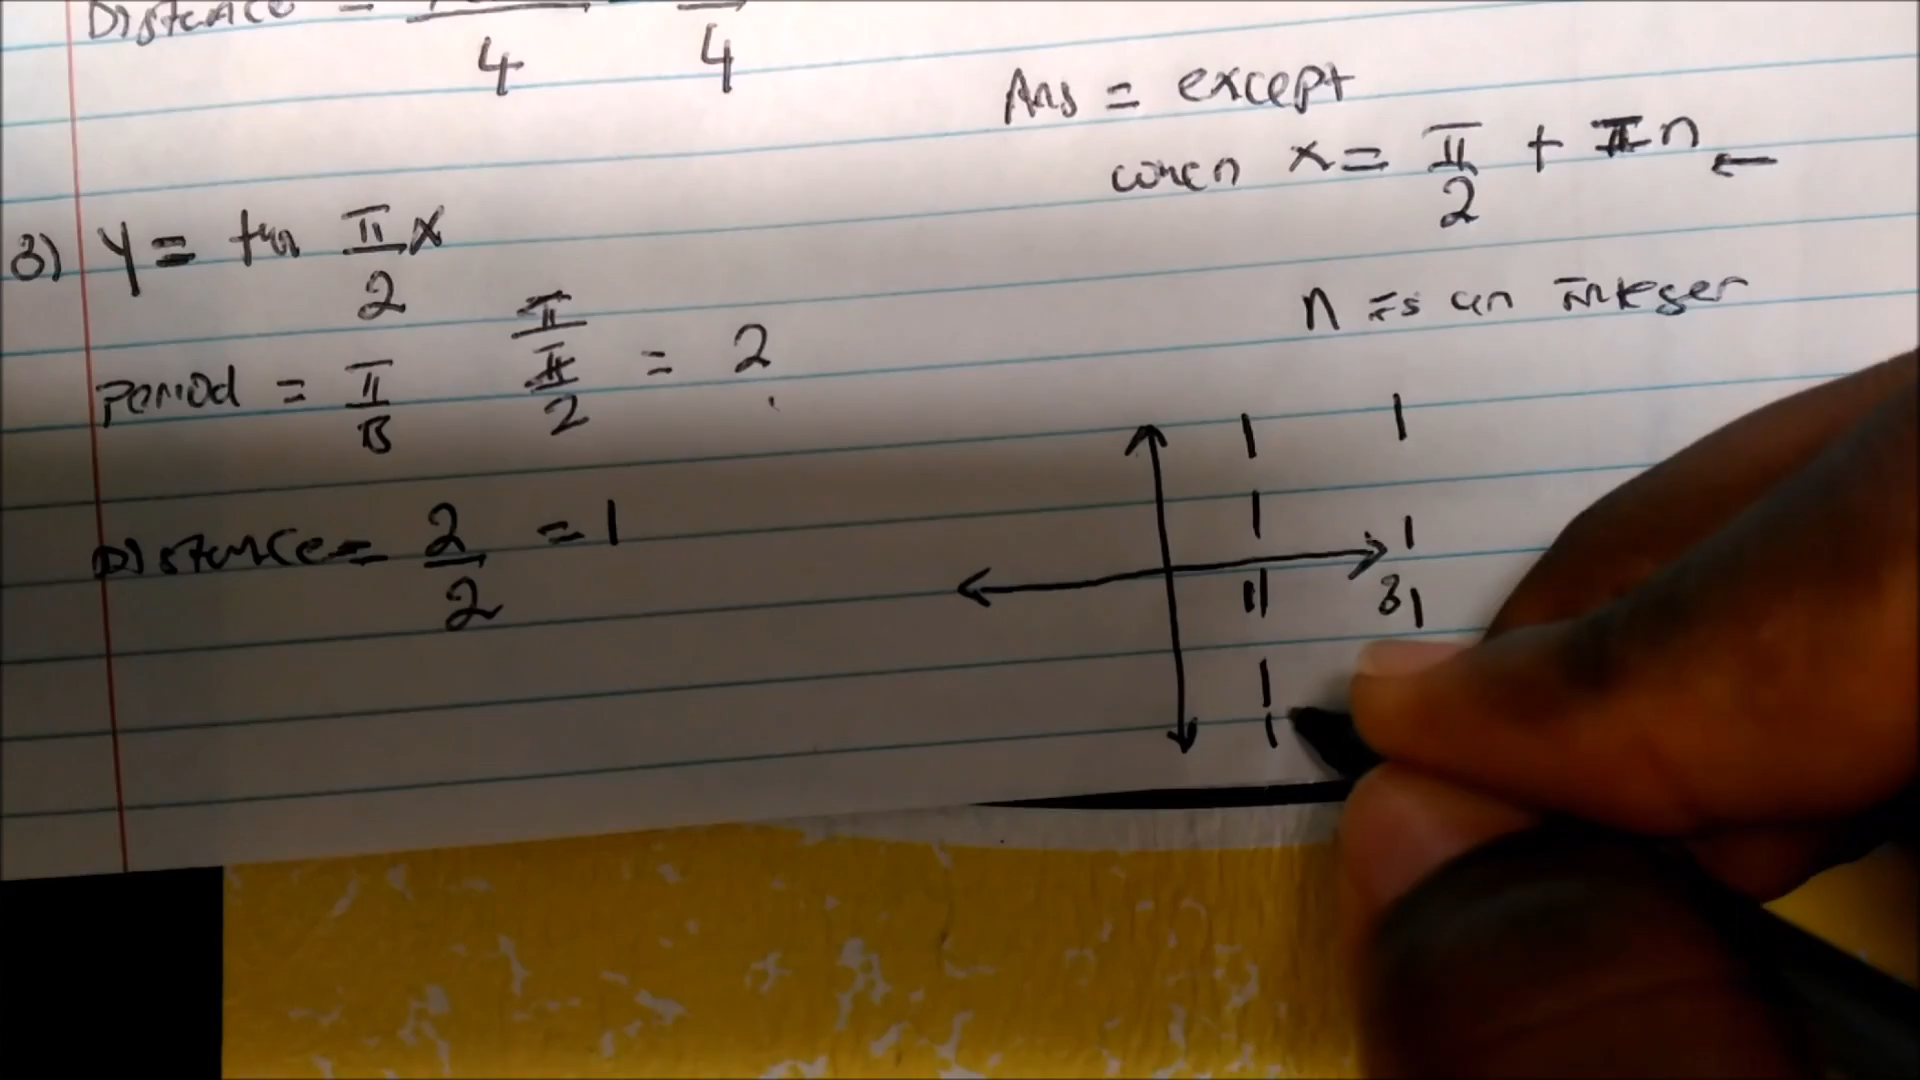 Distance =
4 4
Ans = except
when x = π/2 + πn
3) y = tan π/2 x
n is an integer
Period = π/B π/(π/2) = 2
Distance = 2/2 = 1
1 3